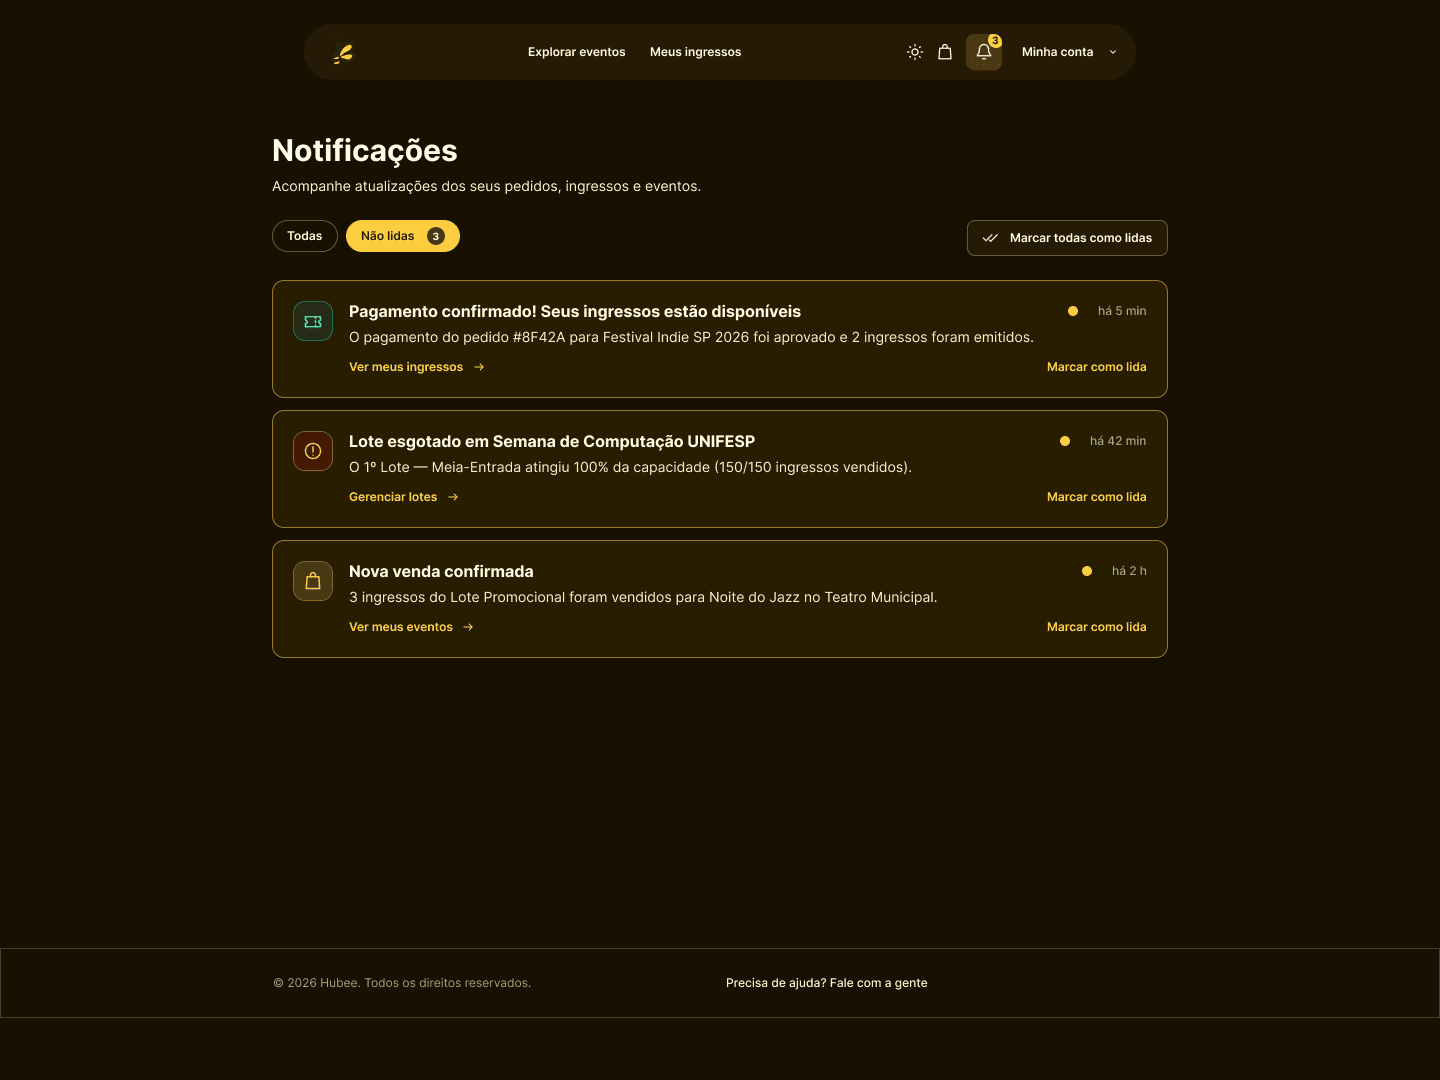 Explorar eventos
Meus ingressos
3
Minha conta
Notificações
Acompanhe atualizações dos seus pedidos, ingressos e eventos.
Todas
Não lidas 3
Marcar todas como lidas
Pagamento confirmado! Seus ingressos estão disponíveis
há 5 min
O pagamento do pedido #8F42A para Festival Indie SP 2026 foi aprovado e 2 ingressos foram emitidos.
Ver meus ingressos →
Marcar como lida
Lote esgotado em Semana de Computação UNIFESP
há 42 min
O 1º Lote — Meia-Entrada atingiu 100% da capacidade (150/150 ingressos vendidos).
Gerenciar lotes →
Marcar como lida
Nova venda confirmada
há 2 h
3 ingressos do Lote Promocional foram vendidos para Noite do Jazz no Teatro Municipal.
Ver meus eventos →
Marcar como lida
© 2026 Hubee. Todos os direitos reservados.
Precisa de ajuda? Fale com a gente